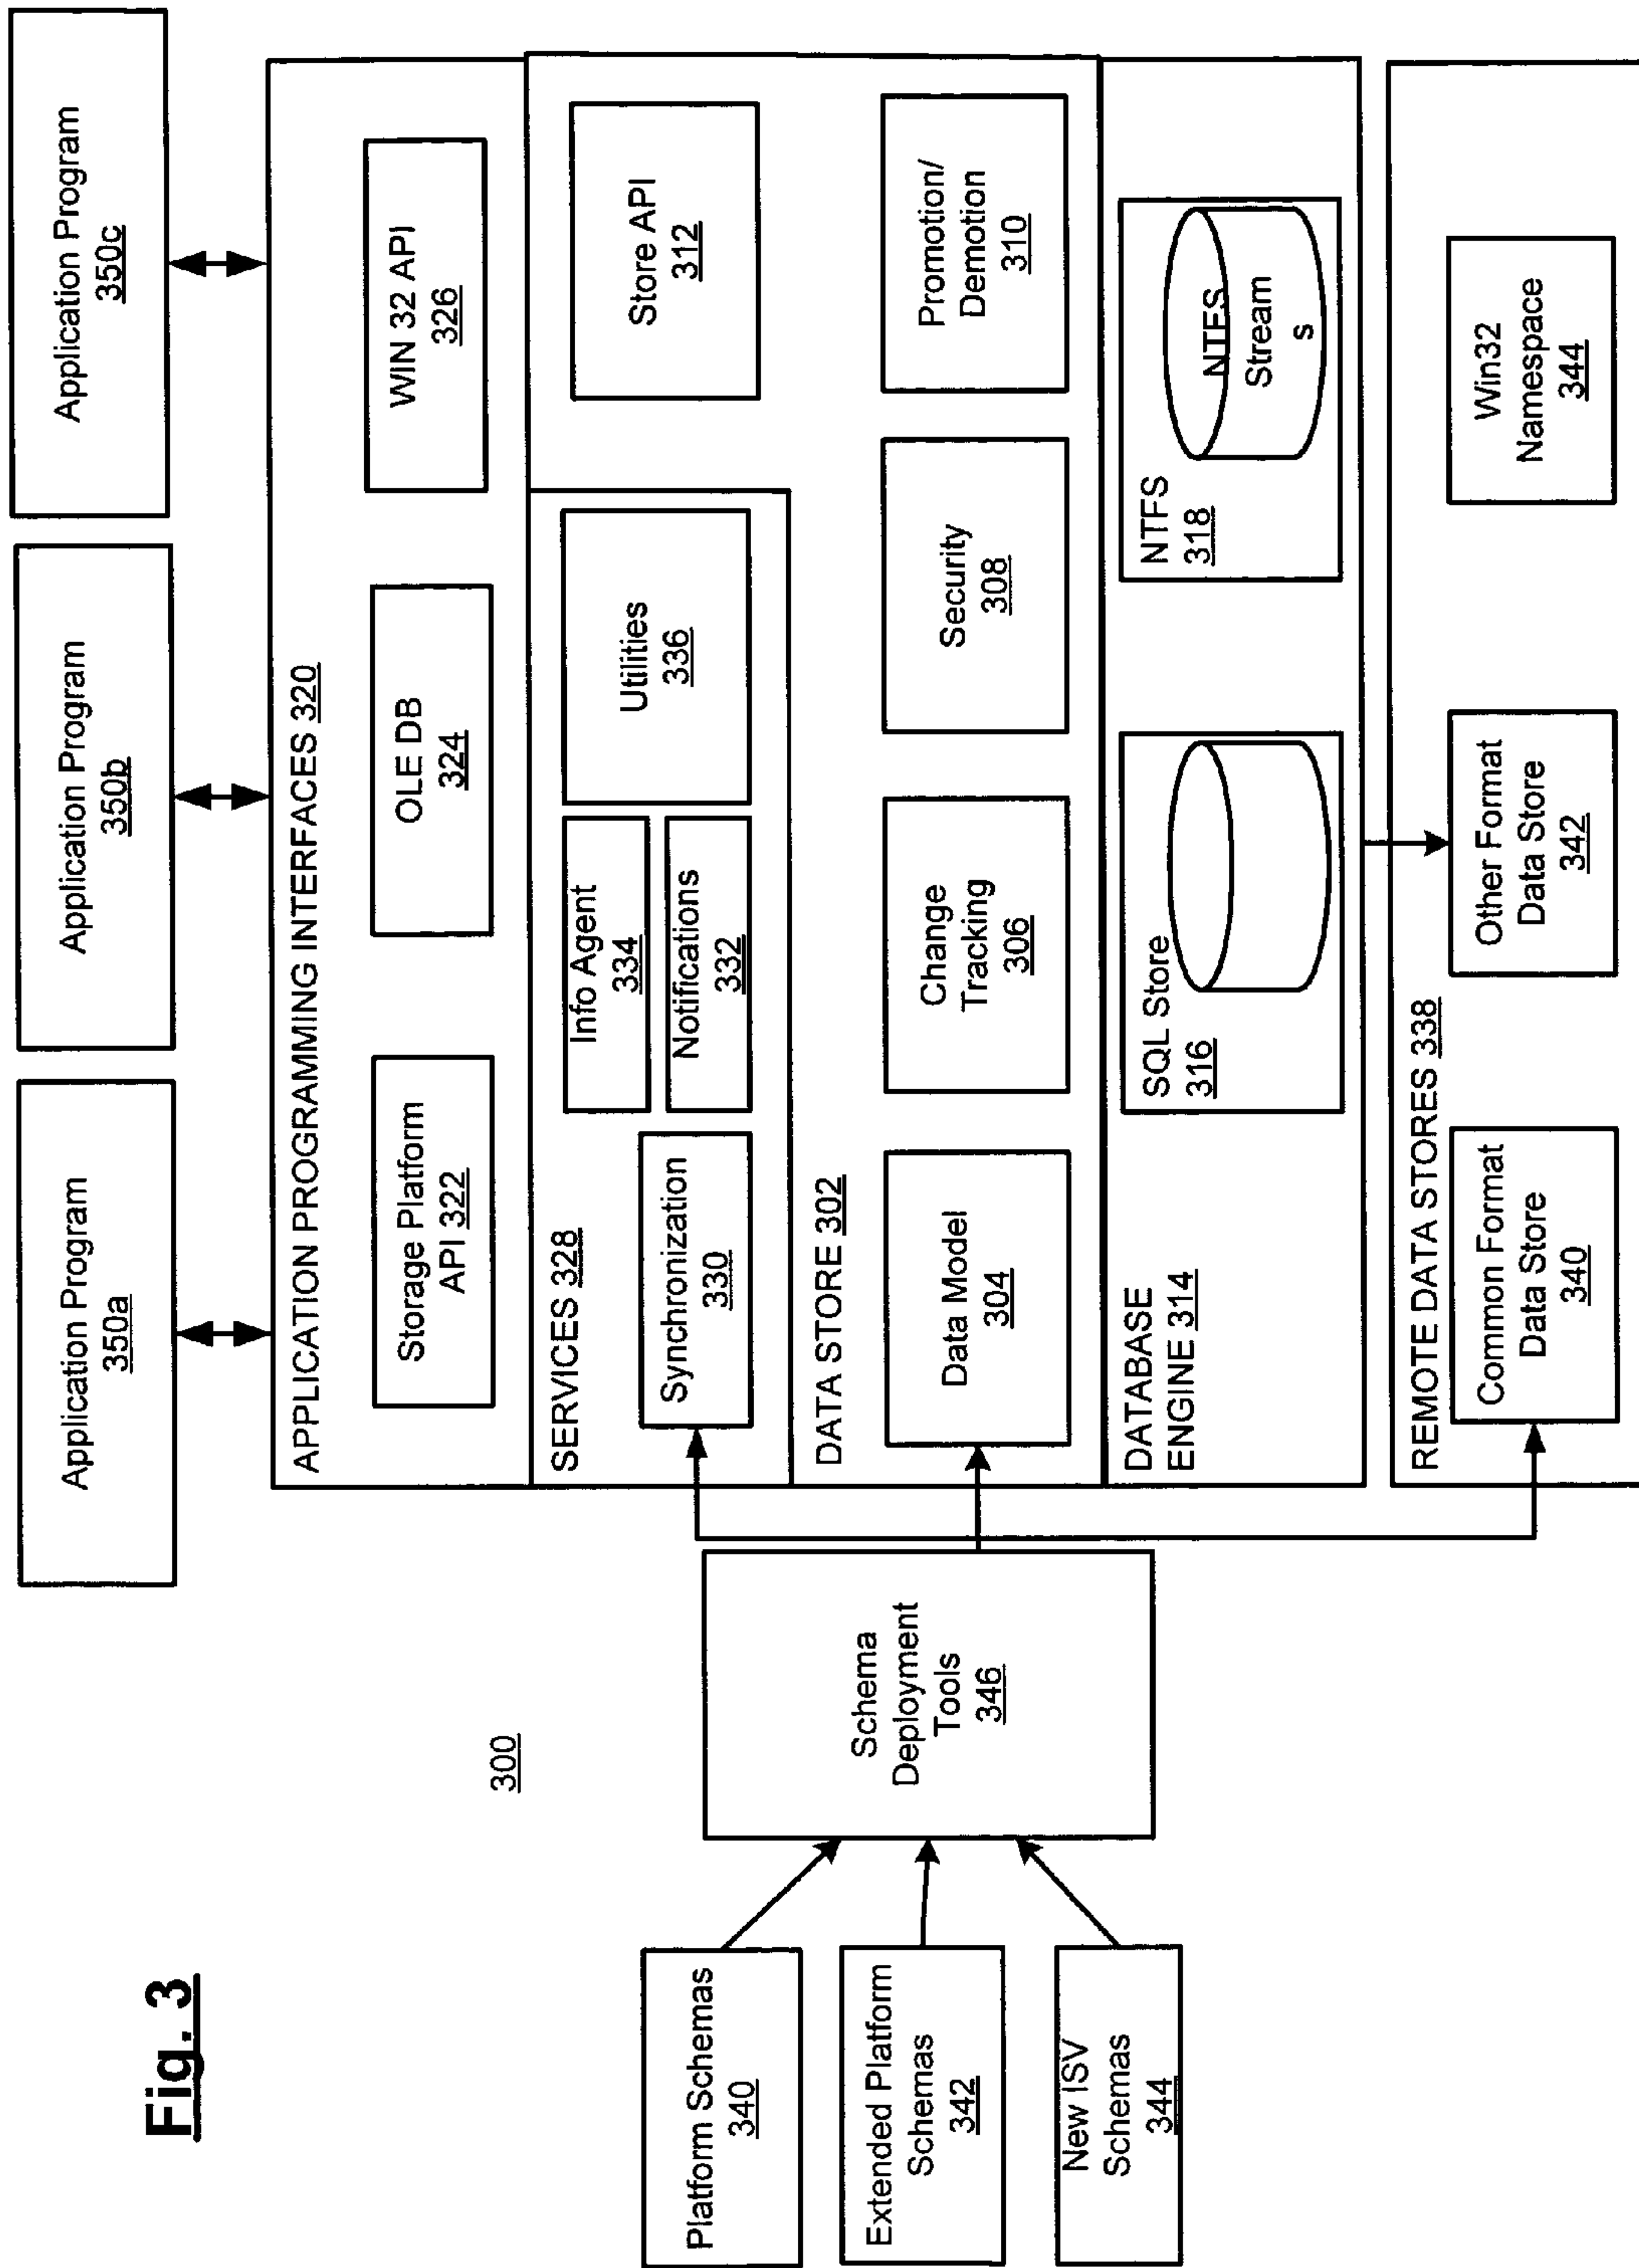 Fig. 3
300
Application Program
350a
Application Program
350b
Application Program
350c
APPLICATION PROGRAMMING INTERFACES 320
Storage Platform
API 322
OLE DB
324
WIN 32 API
326
SERVICES 328
Synchronization
330
Info Agent
334
Notifications
332
Utilities
336
Store API
312
DATA STORE 302
Data Model
304
Change
Tracking
306
Security
308
Promotion/
Demotion
310
DATABASE
ENGINE 314
SQL Store
316
NTFS
318
NTFS
Stream
s
REMOTE DATA STORES 338
Common Format
Data Store
340
Other Format
Data Store
342
Win32
Namespace
344
Schema
Deployment
Tools
346
Platform Schemas
340
Extended Platform
Schemas
342
New ISV
Schemas
344